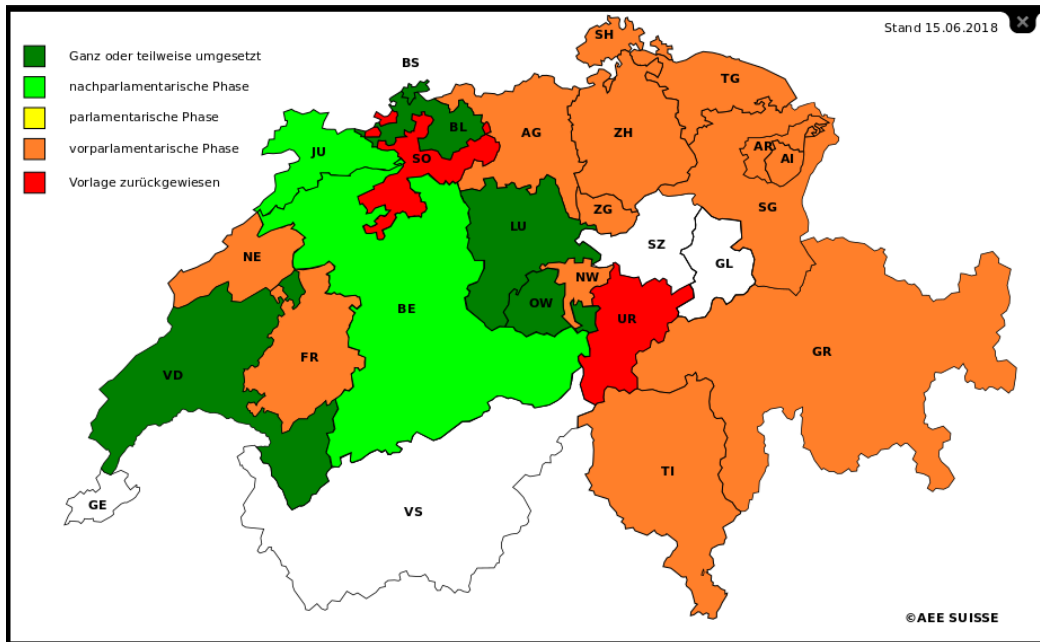 Stand 15.06.2018
Ganz oder teilweise umgesetzt
nachparlamentarische Phase
parlamentarische Phase
vorparlamentarische Phase
Vorlage zurückgewiesen
SH
BS
TG
BL
AG
ZH
JU
SO
AR
AI
ZG
SG
LU
SZ
NE
GL
NW
OW
BE
UR
GR
FR
VD
TI
GE
VS
©AEE SUISSE